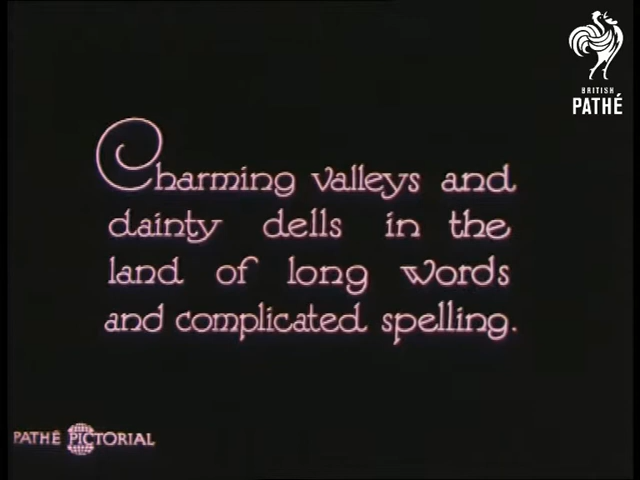 BRITISH
PATHÉ
Charming valleys and
dainty dells in the
land of long words
and complicated spelling.
PATHÉ PICTORIAL